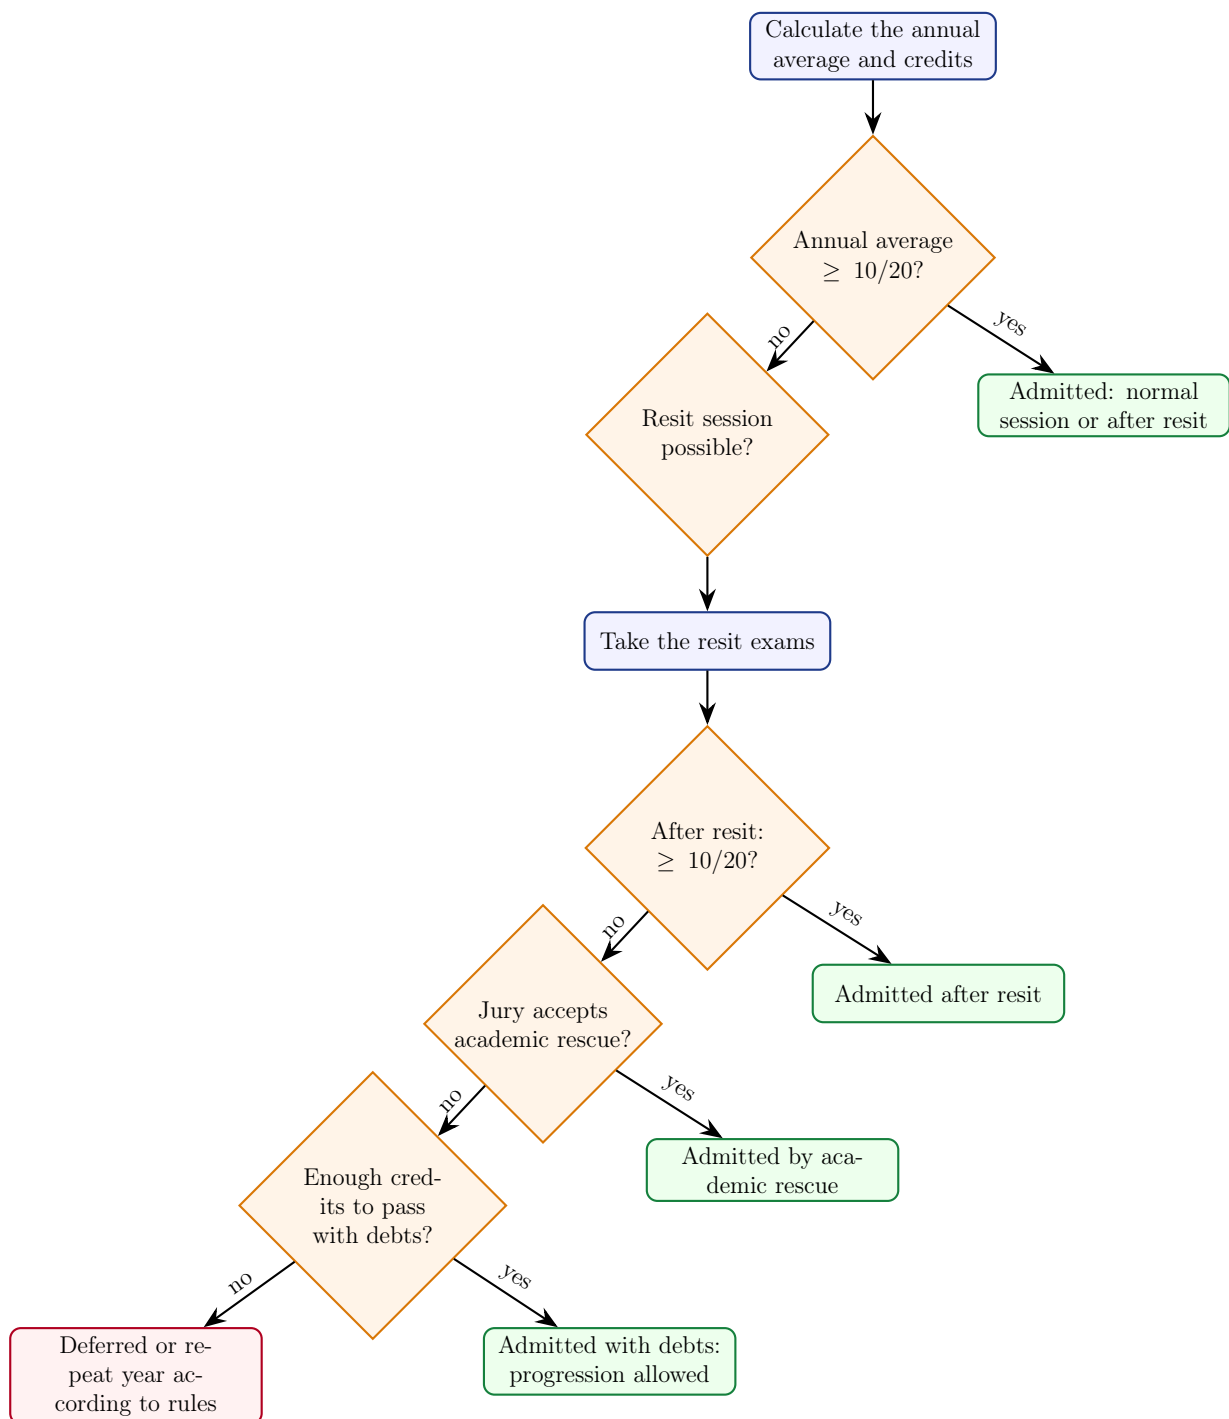 Calculate the annual
average and credits
Annual average
≥ 10/20?
no
yes
Admitted: normal
session or after resit
Resit session
possible?
Take the resit exams
After resit:
≥ 10/20?
no
yes
Admitted after resit
Jury accepts
academic rescue?
no
yes
Admitted by aca-
demic rescue
Enough cred-
its to pass
with debts?
no
yes
Deferred or re-
peat year ac-
cording to rules
Admitted with debts:
progression allowed